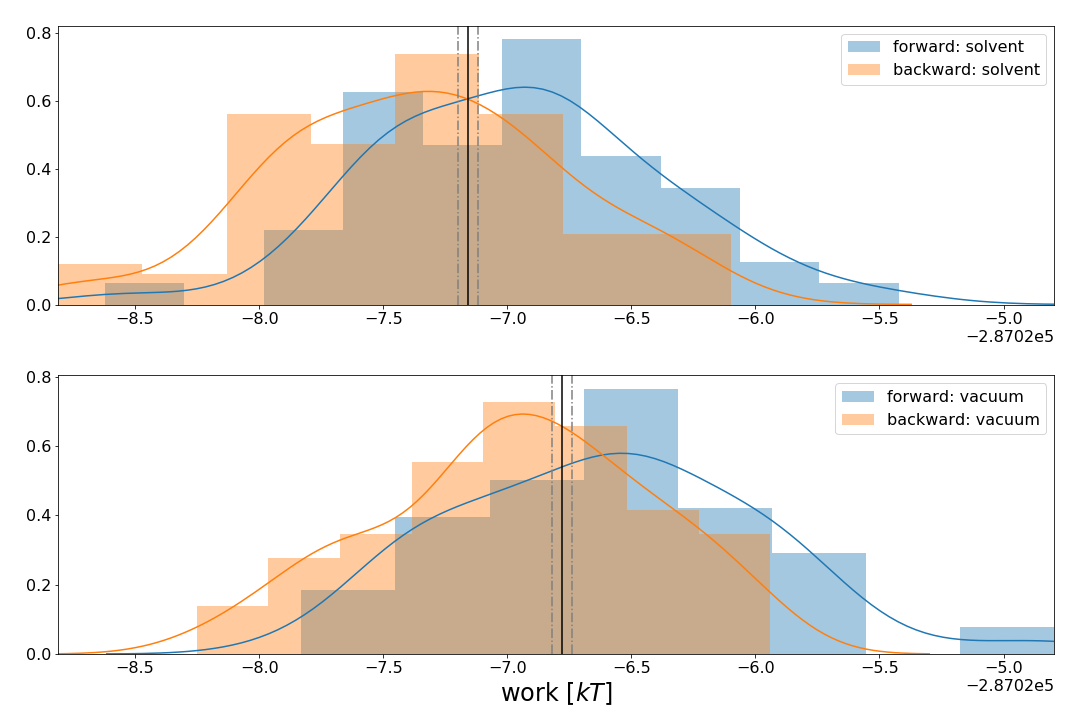 0.8
0.6
0.4
0.2
0.0
forward: solvent
backward: solvent
−8.5 −8.0 −7.5 −7.0 −6.5 −6.0 −5.5 −5.0
−2.8702e5
0.8
0.6
0.4
0.2
0.0
forward: vacuum
backward: vacuum
−8.5 −8.0 −7.5 −7.0 −6.5 −6.0 −5.5 −5.0
−2.8702e5
work [kT]